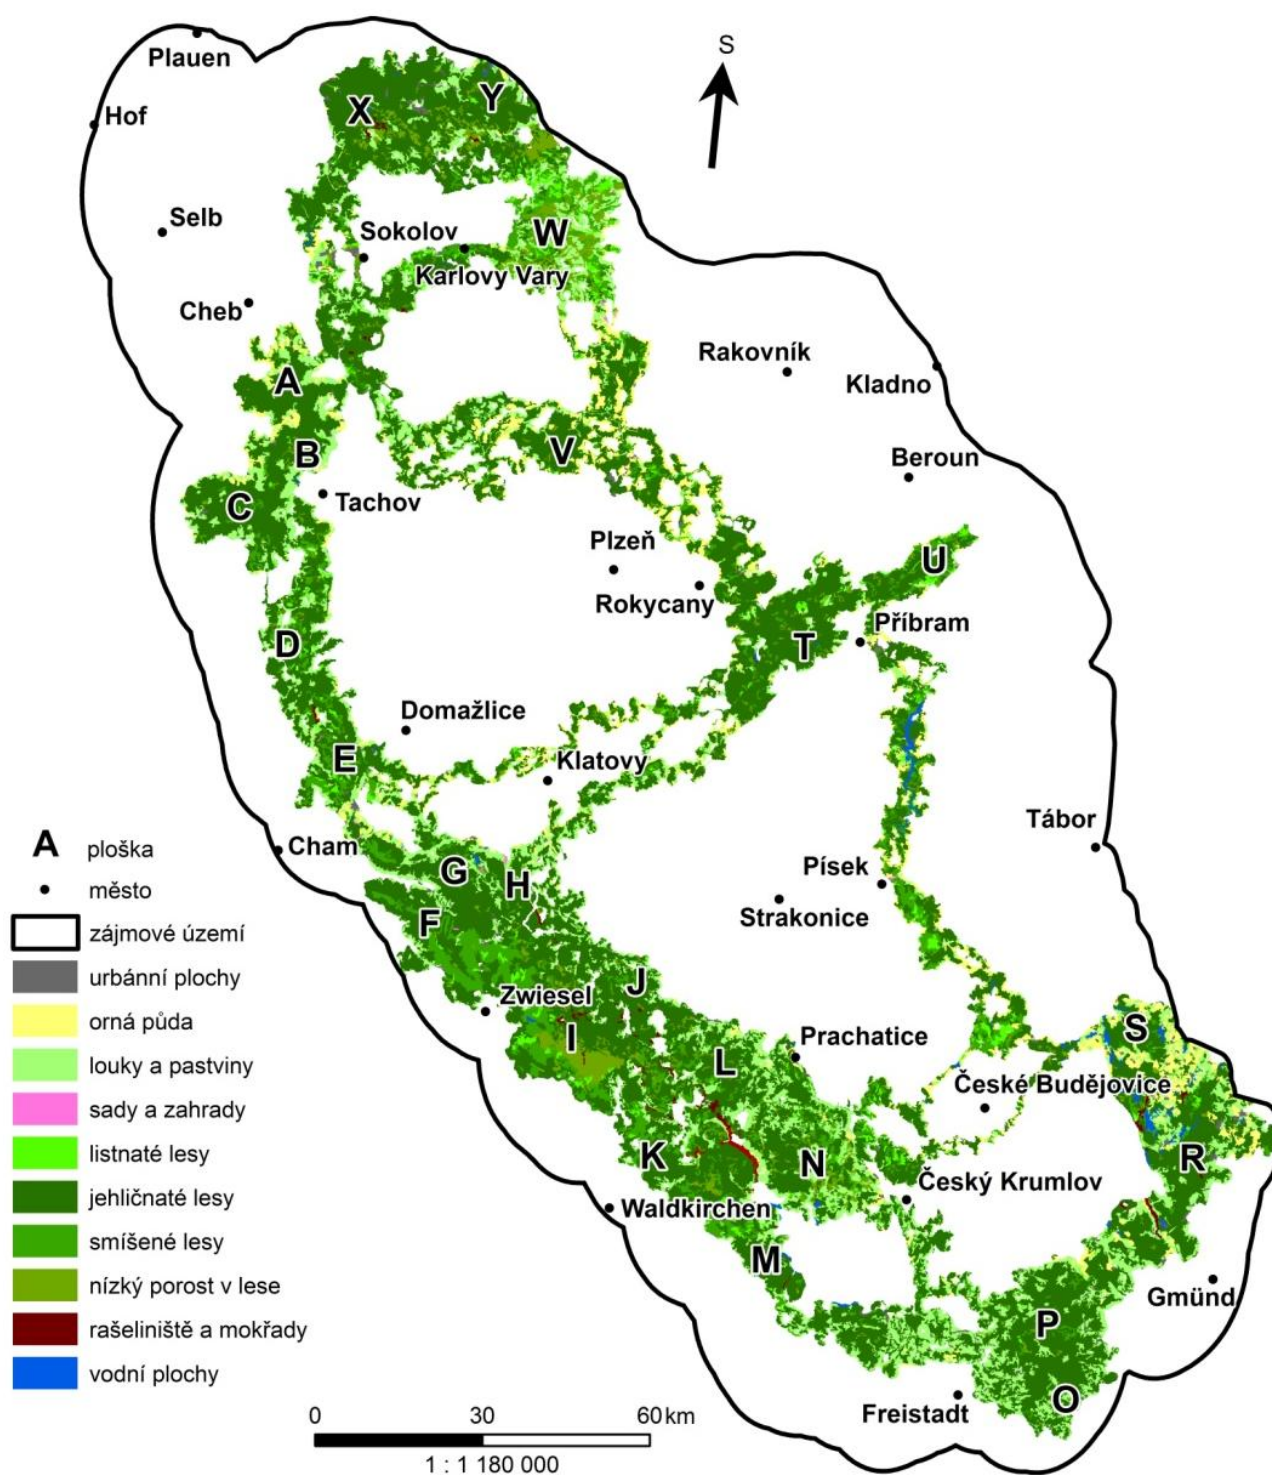 S
Plauen
X
Y
Hof
Selb
Sokolov
W
Karlovy Vary
Cheb
Rakovník
A
Kladno
B
V
Beroun
C
Tachov
Plzeň
U
Rokycany
Příbram
D
T
Domažlice
E
Klatovy
Tábor
Cham
G
H
Písek
F
Strakonice
J
Zwiesel
S
I
L
Prachatice
České Budějovice
K
N
R
Český Krumlov
Waldkirchen
M
Gmünd
P
O
Freistadt
A ploška
město
zájmové území
urbánní plochy
orná půda
louky a pastviny
sady a zahrady
listnaté lesy
jehličnaté lesy
smíšené lesy
nízký porost v lese
rašeliniště a mokřady
vodní plochy
0 30 60 km
1 : 1 180 000